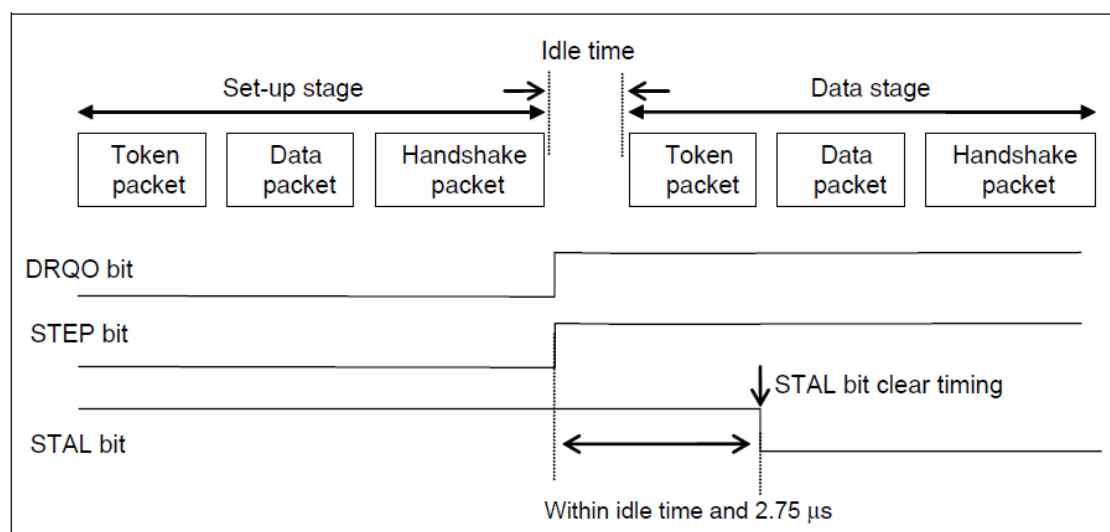 Idle time
Set-up stage
Data stage
Token packet
Data packet
Handshake packet
Token packet
Data packet
Handshake packet
DRQO bit
STEP bit
STAL bit clear timing
STAL bit
Within idle time and 2.75 μs